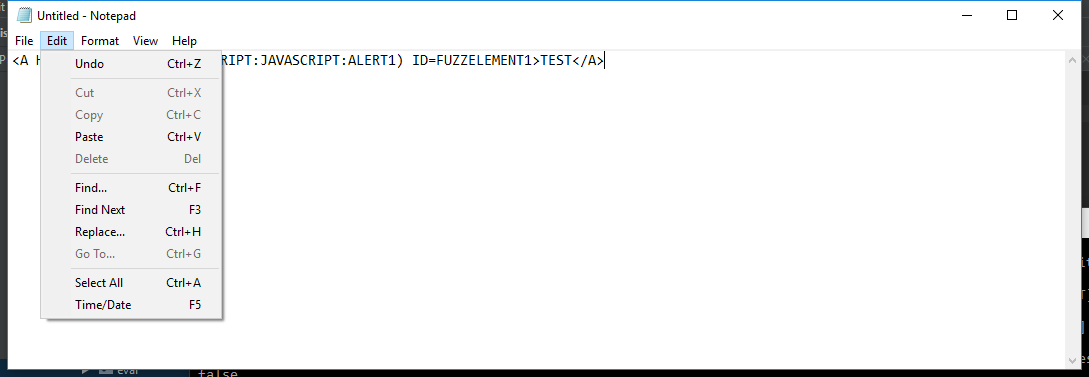 Untitled - Notepad
File Edit Format View Help
<A H RIPT:JAVASCRIPT:ALERT1) ID=FUZZELEMENT1>TEST</A>
Undo Ctrl+Z
Cut Ctrl+X
Copy Ctrl+C
Paste Ctrl+V
Delete Del
Find... Ctrl+F
Find Next F3
Replace... Ctrl+H
Go To... Ctrl+G
Select All Ctrl+A
Time/Date F5
eval
false